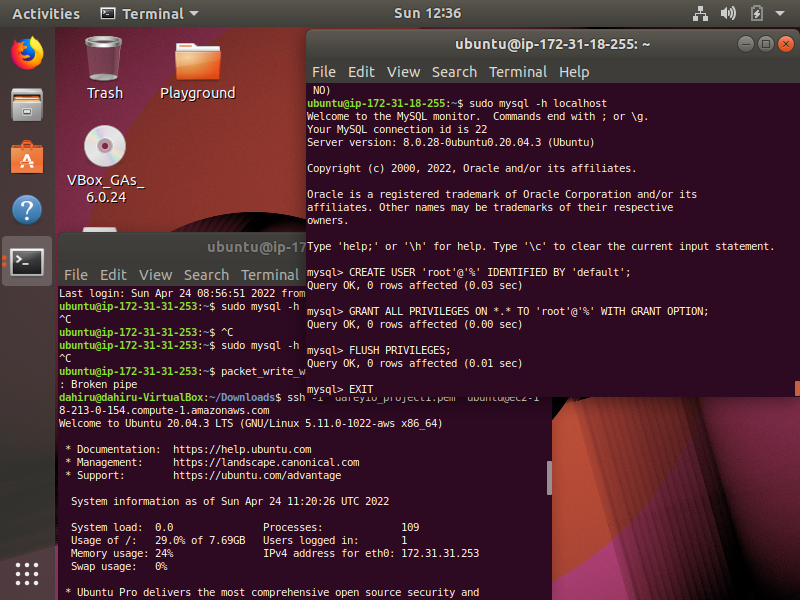 Activities Terminal Sun 12:36
Trash
Playground
VBox_GAs_
6.0.24
ubuntu@ip-172-31-18-255: ~
File Edit View Search Terminal Help
NO)
ubuntu@ip-172-31-18-255:~$ sudo mysql -h localhost
Welcome to the MySQL monitor.  Commands end with ; or \g.
Your MySQL connection id is 22
Server version: 8.0.28-0ubuntu0.20.04.3 (Ubuntu)
Copyright (c) 2000, 2022, Oracle and/or its affiliates.
Oracle is a registered trademark of Oracle Corporation and/or its
affiliates. Other names may be trademarks of their respective
owners.
Type 'help;' or '\h' for help. Type '\c' to clear the current input statement.
mysql> CREATE USER 'root'@'%' IDENTIFIED BY 'default';
Query OK, 0 rows affected (0.03 sec)
mysql> GRANT ALL PRIVILEGES ON *.* TO 'root'@'%' WITH GRANT OPTION;
Query OK, 0 rows affected (0.00 sec)
mysql> FLUSH PRIVILEGES;
Query OK, 0 rows affected (0.01 sec)
mysql> EXIT
ubuntu@ip-17
File Edit View Search Terminal
Last login: Sun Apr 24 08:56:51 2022 from
ubuntu@ip-172-31-31-253:~$ sudo mysql -h
^C
ubuntu@ip-172-31-31-253:~$ ^C
ubuntu@ip-172-31-31-253:~$ sudo mysql -h
^C
ubuntu@ip-172-31-31-253:~$ packet_write_w
: Broken pipe
dahiru@dahiru-VirtualBox:~/Downloads$ ssh -i "dareyio_project1.pem" ubuntu@ec2-1
8-213-0-154.compute-1.amazonaws.com
Welcome to Ubuntu 20.04.3 LTS (GNU/Linux 5.11.0-1022-aws x86_64)
* Documentation:  https://help.ubuntu.com
* Management:     https://landscape.canonical.com
* Support:        https://ubuntu.com/advantage
System information as of Sun Apr 24 11:20:26 UTC 2022
System load:  0.0 Processes: 109
Usage of /:   29.0% of 7.69GB Users logged in: 1
Memory usage: 24% IPv4 address for eth0: 172.31.31.253
Swap usage:   0%
* Ubuntu Pro delivers the most comprehensive open source security and